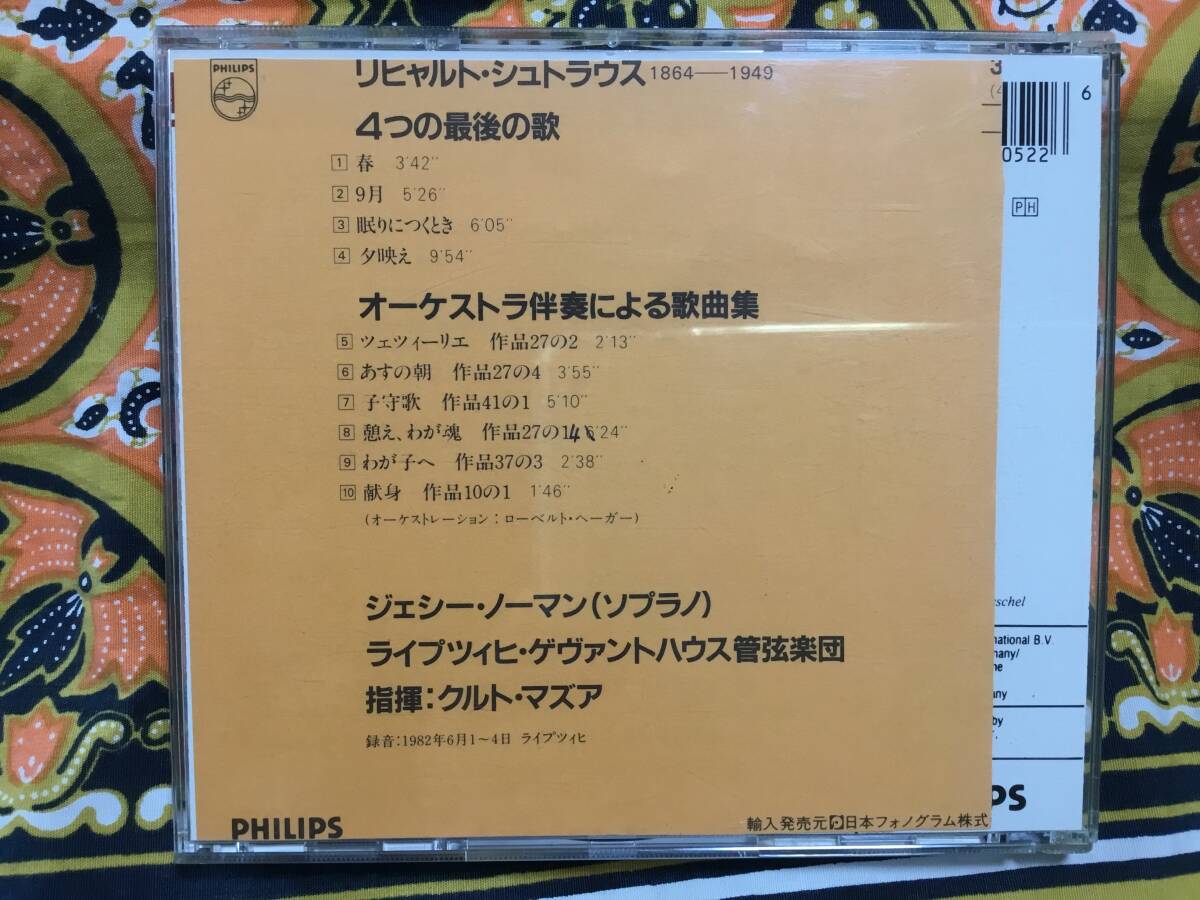 PHILIPS
リヒャルト・シュトラウス 1864——1949
3
(4
6
0522
PH
4つの最後の歌
1 春 3'42''
2 9月 5'26''
3 眠りにつくとき 6'05''
4 夕映え 9'54''
オーケストラ伴奏による歌曲集
5 ツェツィーリエ 作品27の2 2'13''
6 あすの朝 作品27の4 3'55''
7 子守歌 作品41の1 5'10''
8 憩え、わが魂 作品27の1 6'24''
9 わが子へ 作品37の3 2'38''
10 献身 作品10の1 1'46''
(オーケストレーション:ローベルト・ヘーガー)
ジェシー・ノーマン(ソプラノ)
ライプツィヒ・ゲヴァントハウス管弦楽団
指揮:クルト・マズア
録音:1982年6月1〜4日 ライプツィヒ
rschel
national B.V.
many/
ne
any
by
PS
PHILIPS
輸入発売元 日本フォノグラム株式